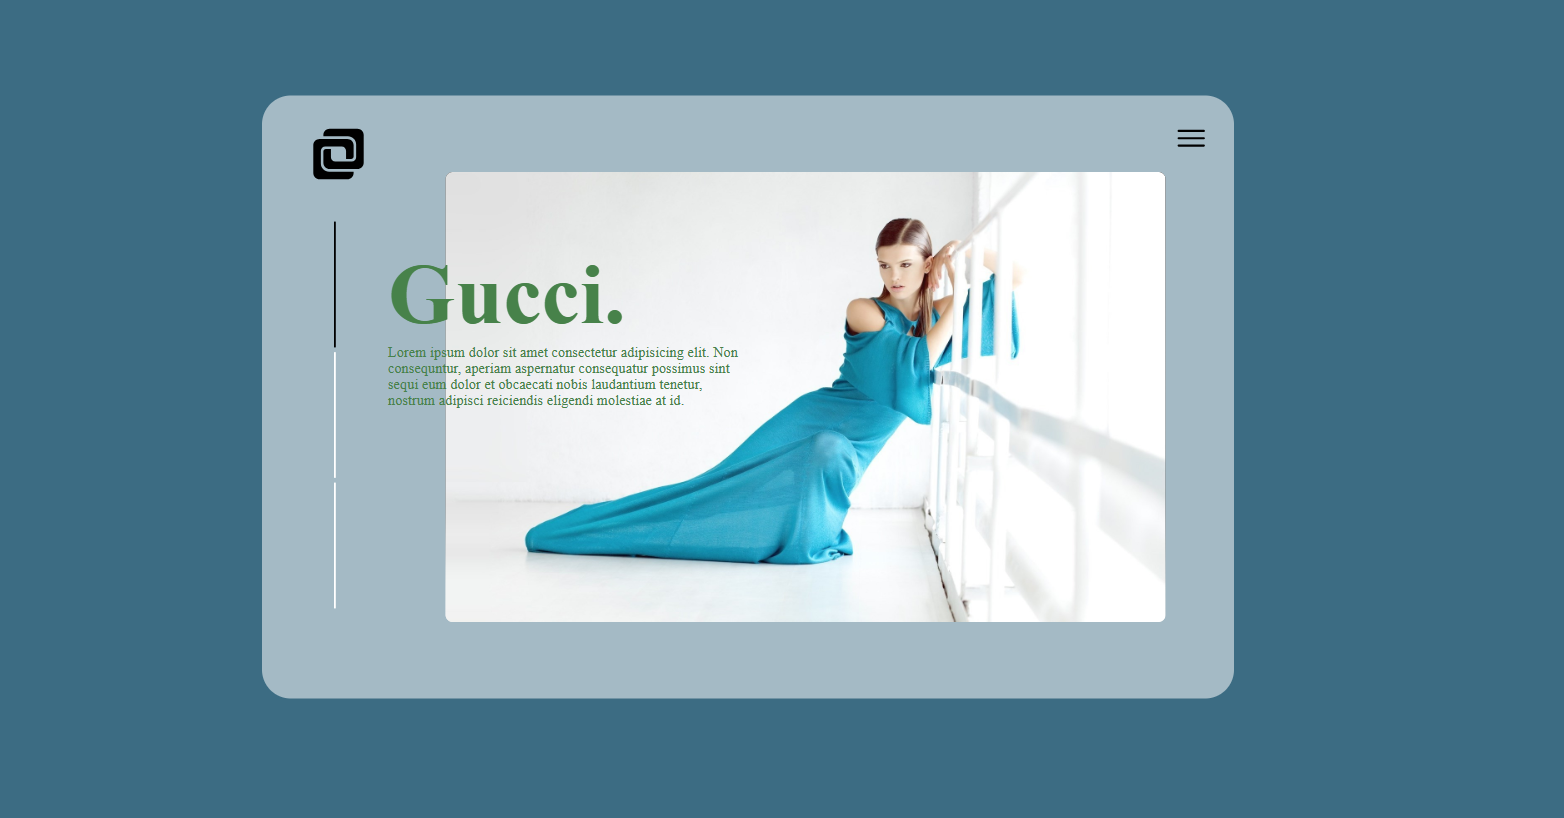 Gucci.
Lorem ipsum dolor sit amet consectetur adipisicing elit. Non
consequntur, aperiam aspernatur consequatur possimus sint
sequi eum dolor et obcaecati nobis laudantium tenetur,
nostrum adipisci reiciendis eligendi molestiae at id.